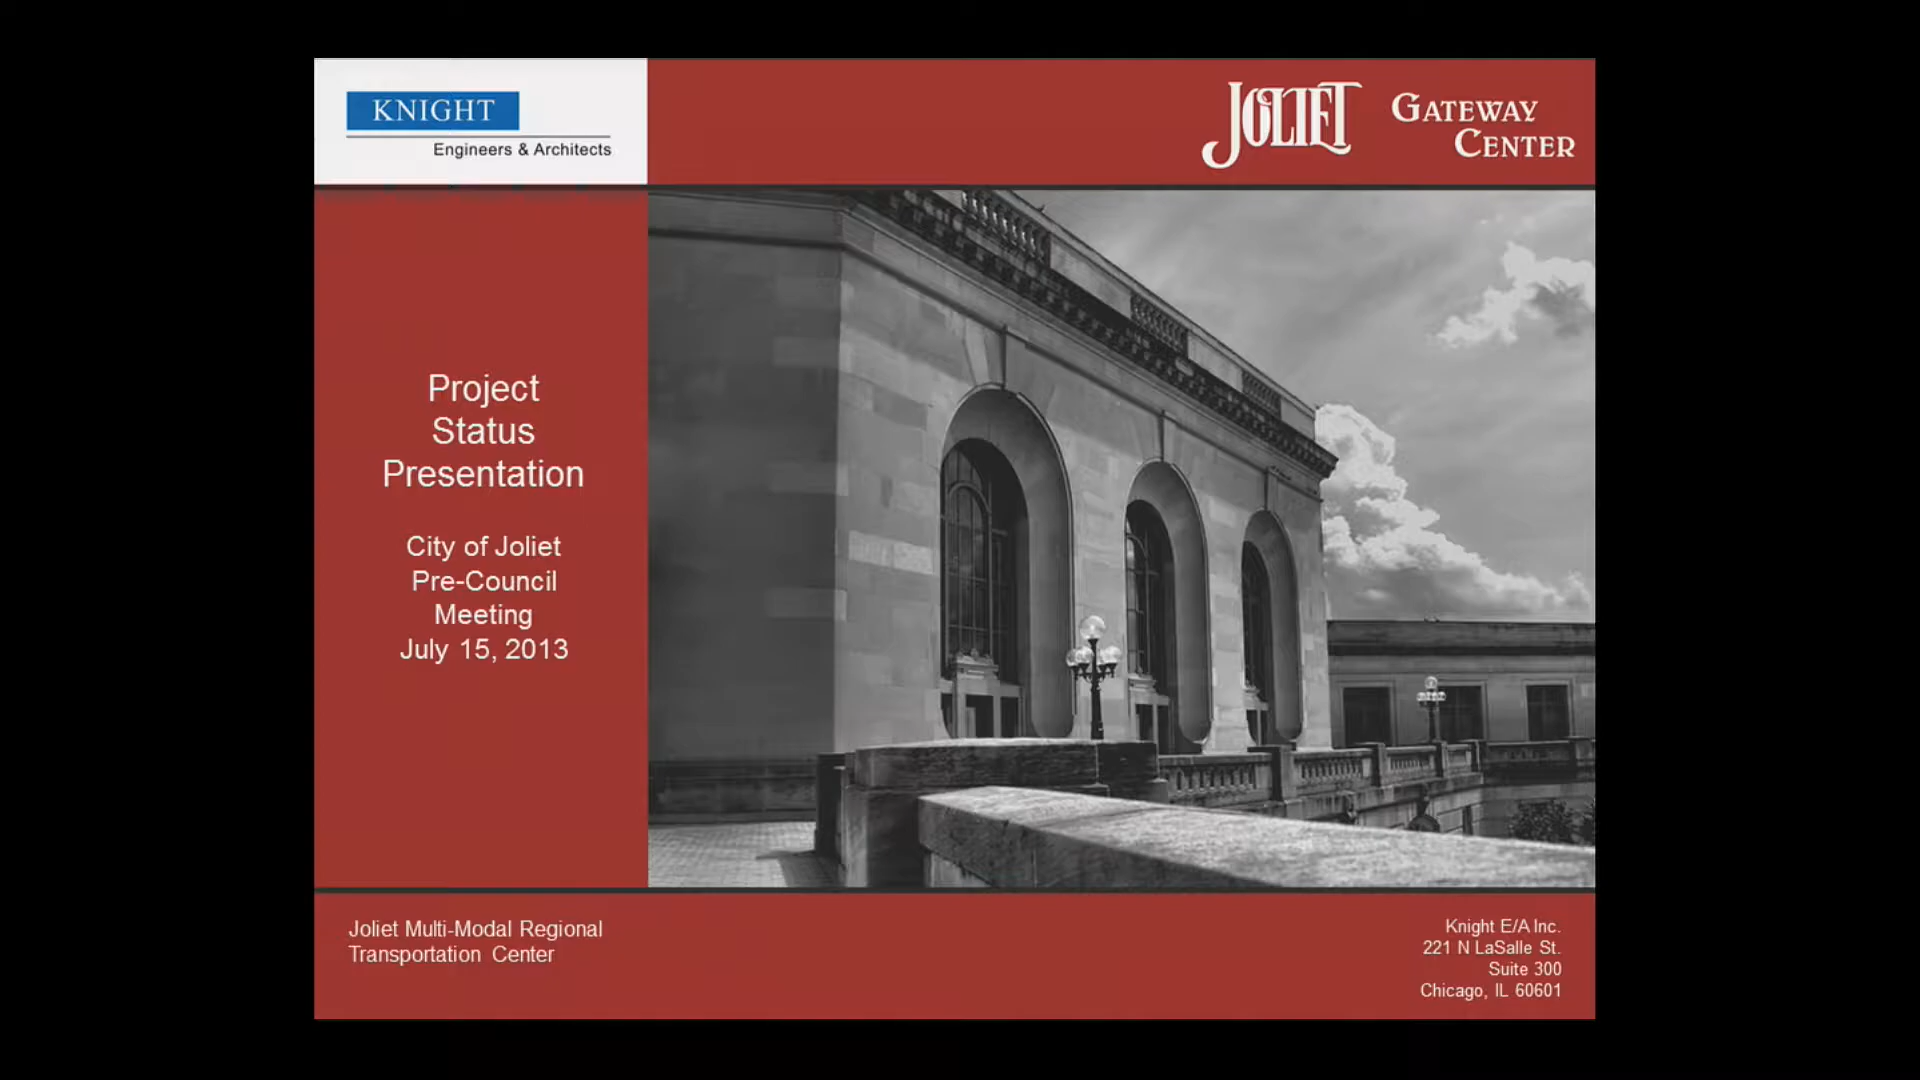 KNIGHT
Engineers & Architects
JOLIET
GATEWAY
CENTER
Project
Status
Presentation
City of Joliet
Pre-Council
Meeting
July 15, 2013
Joliet Multi-Modal Regional
Transportation Center
Knight E/A Inc.
221 N LaSalle St.
Suite 300
Chicago, IL 60601